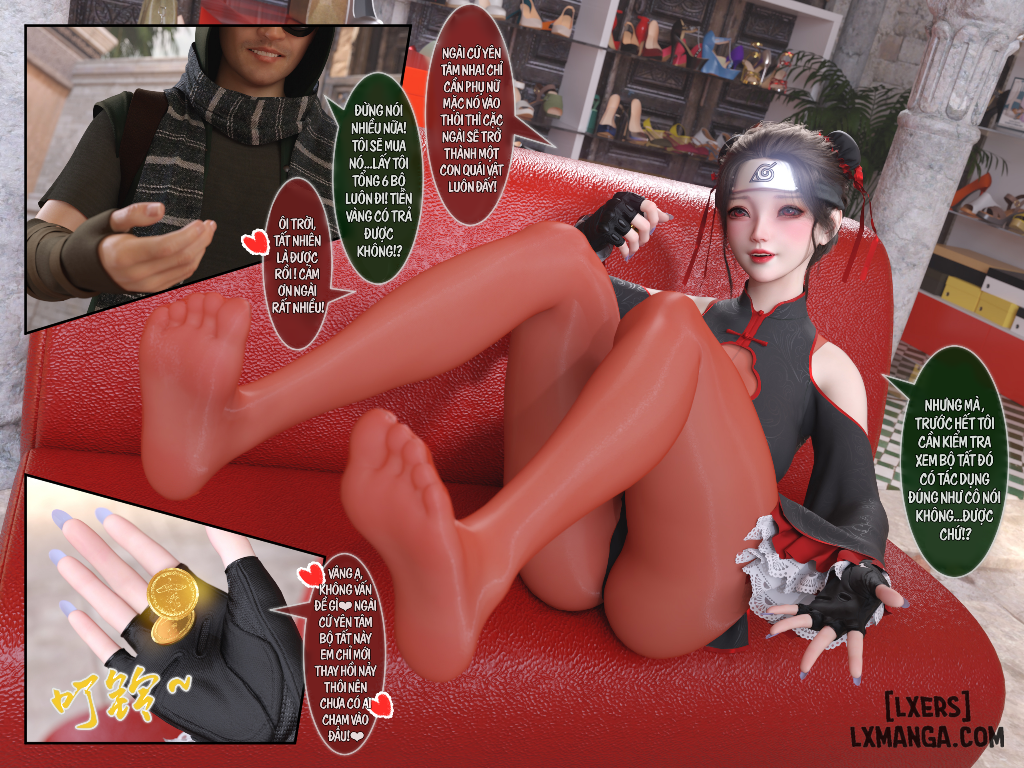 NGÀI CỨ YÊN
TÂM NHA! CHỈ
CẦN PHỤ NỮ
MẶC NÓ VÀO
THÔI THÌ CẶC
NGÀI SẼ TRỞ
THÀNH MỘT
CON QUÁI VẬT
LUÔN ĐẤY!
ĐỪNG NÓI
NHIỀU NỮA!
TÔI SẼ MUA
NÓ...LẤY TÔI
TỔNG 6 BỘ
LUÔN ĐI! TIỀN
VÀNG CÓ TRẢ
ĐƯỢC
KHÔNG!?
ÔI TRỜI,
TẤT NHIÊN
LÀ ĐƯỢC
RỒI! CẢM
ƠN NGÀI
RẤT NHIỀU!
NHƯNG MÀ,
TRƯỚC HẾT TÔI
CẦN KIỂM TRA
XEM BỘ TẤT ĐÓ
CÓ TÁC DỤNG
ĐÚNG NHƯ CÔ NÓI
KHÔNG...ĐƯỢC
CHỨ!?
VÂNG Ạ,
KHÔNG VẤN
ĐỀ GÌ❤ NGÀI
CỨ YÊN TÂM
BỘ TẤT NÀY
EM CHỈ MỚI
THAY HỒI NÀY
THÔI NÊN
CHƯA CÓ AI
CHẠM VÀO
ĐÂU!❤
叮铃~
[LXERS]
LXMANGA.COM